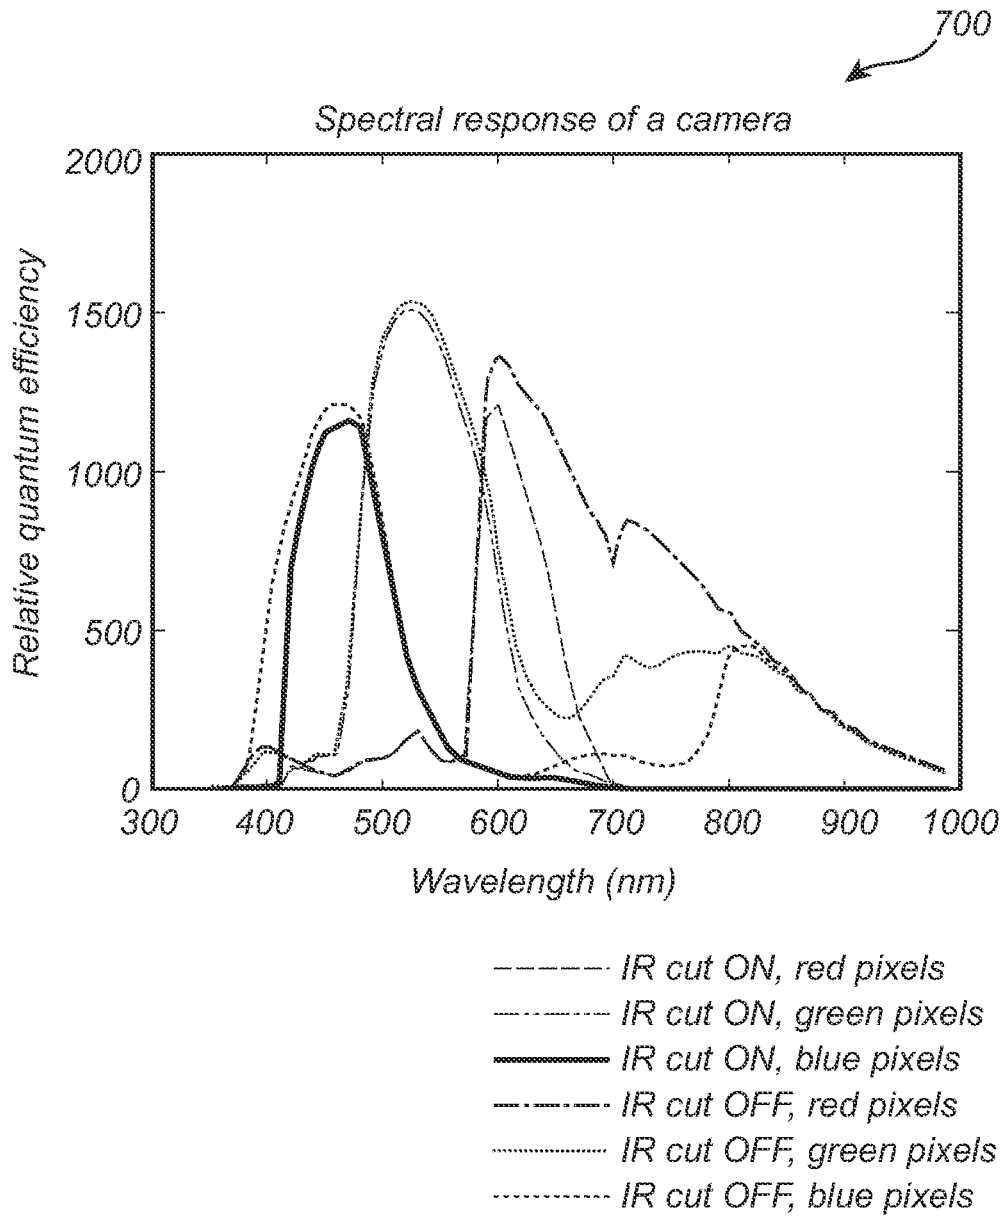 700
Spectral response of a camera
2000
1500
1000
500
0
Relative quantum efficiency
300 400 500 600 700 800 900 1000
Wavelength (nm)
IR cut ON, red pixels
IR cut ON, green pixels
IR cut ON, blue pixels
IR cut OFF, red pixels
IR cut OFF, green pixels
IR cut OFF, blue pixels